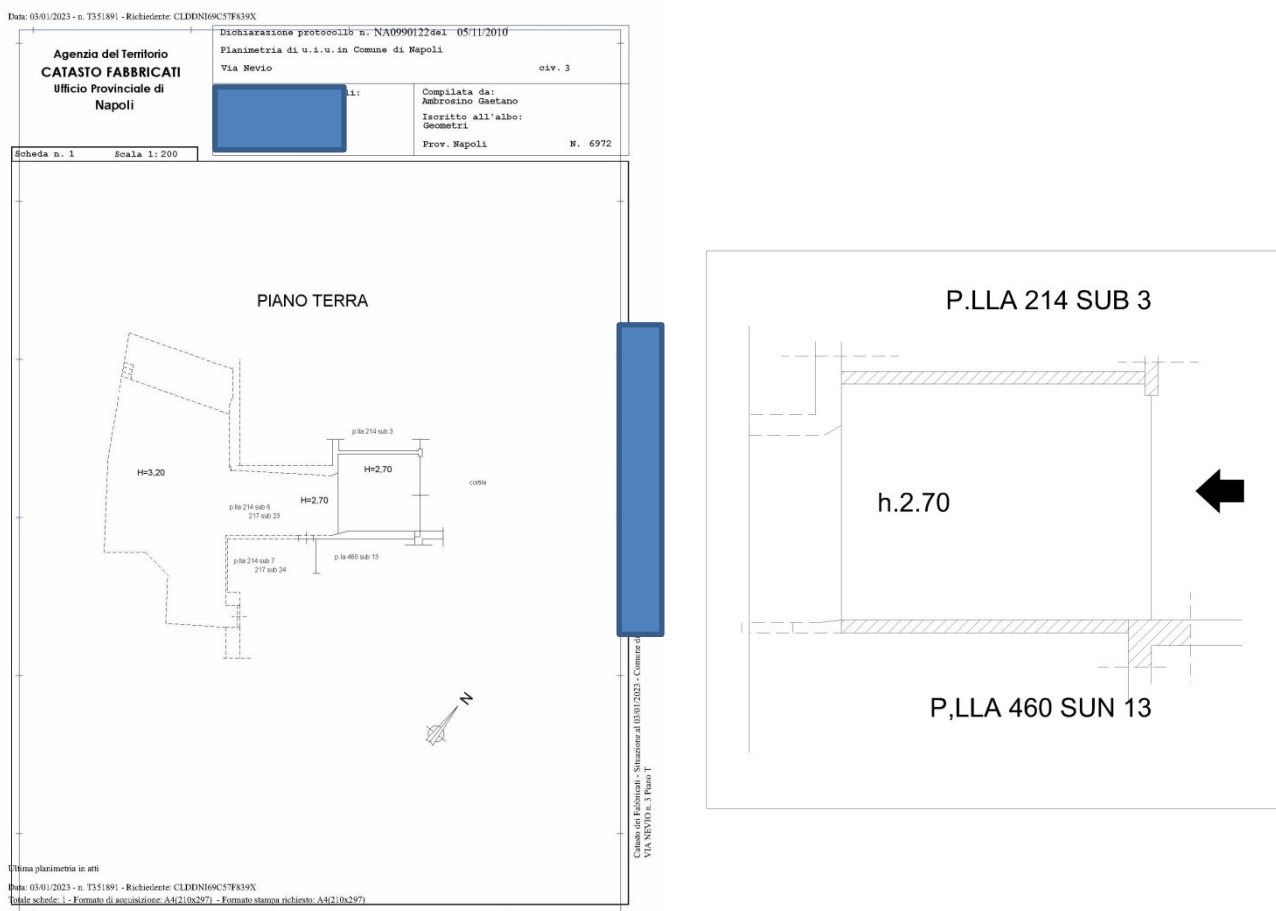 Data: 03/01/2023 - n. T351891 - Richiedente: CLDDNI69C57F839X
Agenzia del Territorio
CATASTO FABBRICATI
Ufficio Provinciale di
Napoli
Dichiarazione protocollo n. NA0990122del 05/11/2010
Planimetria di u.i.u.in Comune di Napoli
Via Nevio civ. 3
li:
Compilata da:
Ambrosino Gaetano
Iscritto all'albo:
Geometri
Prov. Napoli N. 6972
Scheda n. 1 Scala 1:200
PIANO TERRA
p.lla 214 sub 3
H=3,20
H=2,70
H=2,70
cortile
p.lla 214 sub 6
217 sub 23
p.lla 214 sub 7
217 sub 24
p.la 460 sub 13
N
Catasto dei Fabbricati - Situazione al 03/01/2023 - Comune de
VIA NEVIO n. 3 Piano T
Ultima planimetria in atti
Data: 03/01/2023 - n. T351891 - Richiedente: CLDDNI69C57F839X
Totale schede: 1 - Formato di acquisizione: A4(210x297) - Formato stampa richiesto: A4(210x297)
P.LLA 214 SUB 3
h.2.70
P,LLA 460 SUN 13